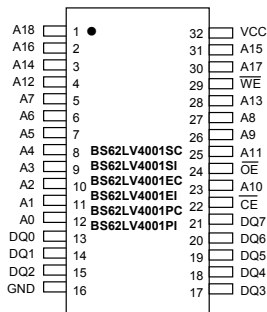 A18 1 32 VCC
A16 2 31 A15
A14 3 30 A17
A12 4 29 W̅E̅
A7 5 28 A13
A6 6 27 A8
A5 7 26 A9
A4 8 BS62LV4001SC 25 A11
A3 9 BS62LV4001SI 24 O̅E̅
A2 10 BS62LV4001EC 23 A10
A1 11 BS62LV4001EI 22 C̅E̅
A0 12 BS62LV4001PC 21 DQ7
DQ0 13 BS62LV4001PI 20 DQ6
DQ1 14 19 DQ5
DQ2 15 18 DQ4
GND 16 17 DQ3